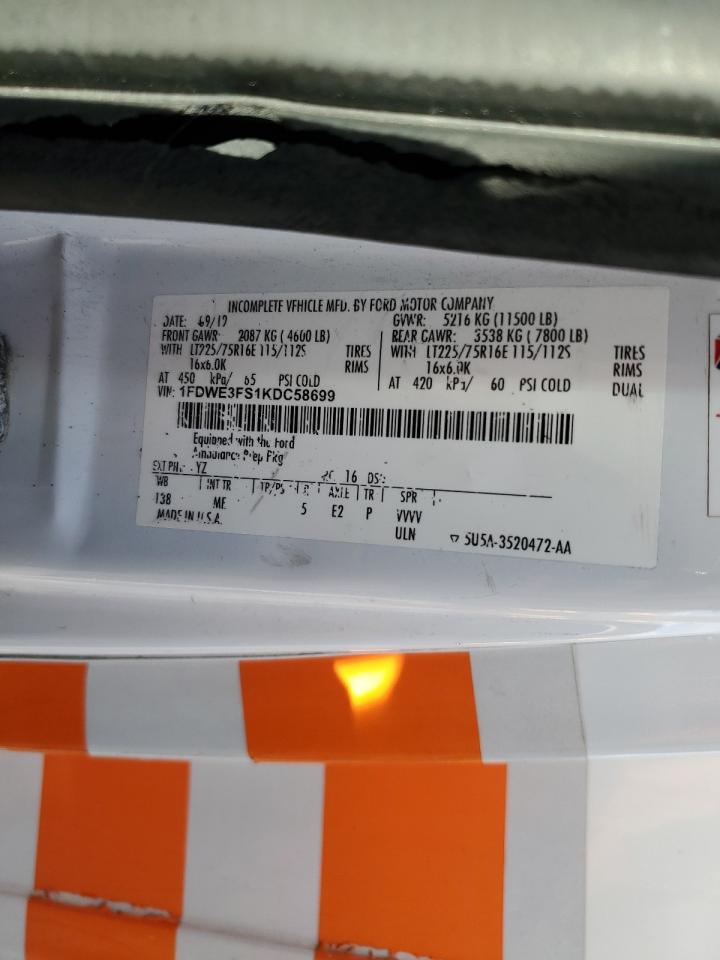 INCOMPLETE VEHICLE MFD. BY FORD MOTOR COMPANY
DATE: GVWR: 5216 KG (11500 LB)
FRONT GAWR: 2087 KG ( 4600 LB) REAR GAWR: 3538 KG ( 7800 LB)
WITH LT225/75R16E 115/112S TIRES WITH LT225/75R16E 115/112S TIRES
16x6.0K RIMS 16x6.0K RIMS
AT 450 kPa/ 65 PSI COLD AT 420 kPa/ 60 PSI COLD DUAL
VIN: 1FDWE3FS1KDC58699
Equipped with the Ford
Ambulance Prep Pkg
EXT PNT: YZ RC: 16 DSO:
WB INT TR TP/PS R AXLE TR SPR
138 ME 5 E2 P VVVV
MADE IN U.S.A. ULN 5U5A-3520472-AA